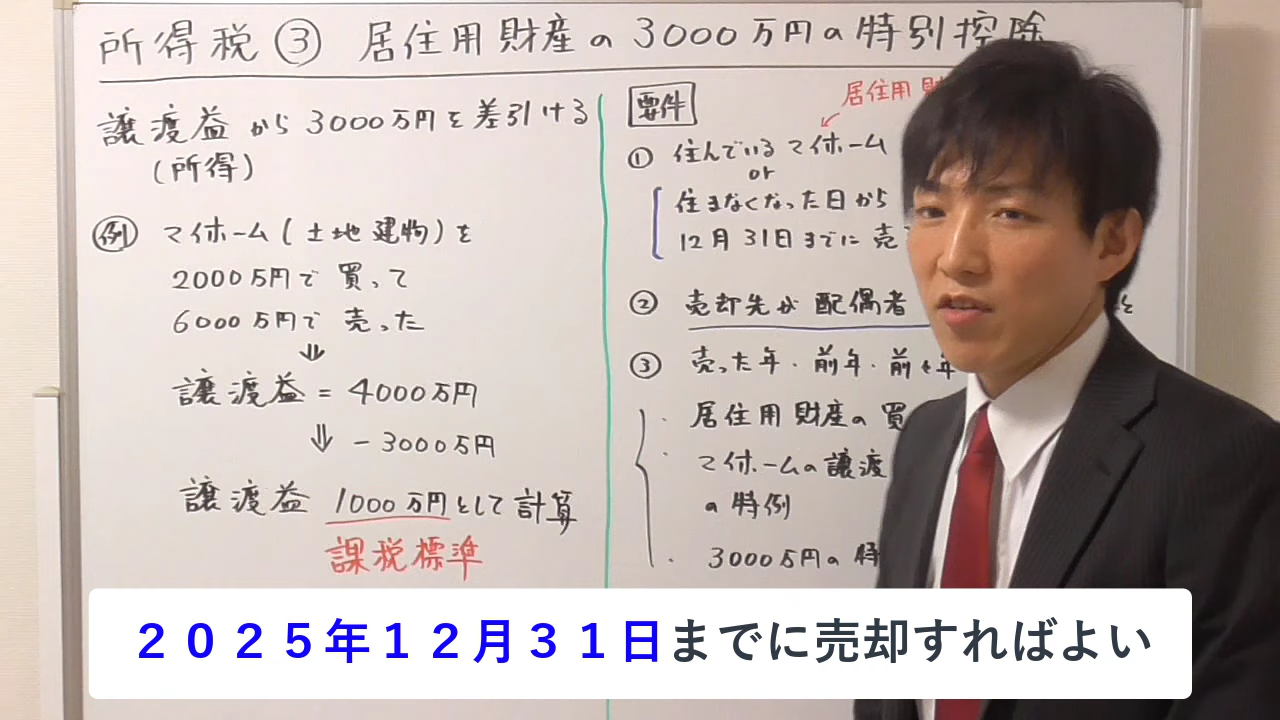 所得税③ 居住用財産の3000万円の特別控除
譲渡益から3000万円を差引ける
(所得)
例 マイホーム(土地建物)を
2000万円で買って
6000万円で売った
⇓
譲渡益=4000万円
⇓ −3000万円
譲渡益 1000万円として計算
課税標準
要件
居住用財
① 住んでいるマイホーム
or
住まなくなった日から
12月31日までに売
② 売却先が配偶者
③ 売った年・前年・前々年
・居住用財産の買
・マイホームの譲渡
の特例
・3000万円の特
2025年12月31日までに売却すればよい